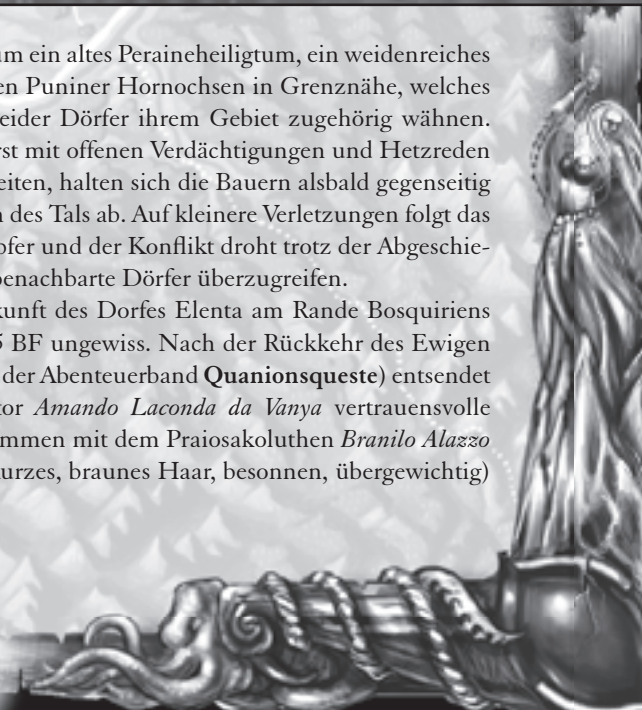 um ein altes Peraineheiligtum, ein weidenreiches
en Puniner Hornochsen in Grenznähe, welches
eider Dörfer ihrem Gebiet zugehörig wähnen.
rst mit offenen Verdächtigungen und Hetzreden
eiten, halten sich die Bauern alsbald gegenseitig
n des Tals ab. Auf kleinere Verletzungen folgt das
pfer und der Konflikt droht trotz der Abgeschie-
benachbarte Dörfer überzugreifen.
kunft des Dorfes Elenta am Rande Bosquiriens
5 BF ungewiss. Nach der Rückkehr des Ewigen
der Abenteuerband Quanionsqueste) entsendet
tor Amando Laconda da Vanya vertrauensvolle
ammen mit dem Praiosakoluthen Branilo Alazzo
kurzes, braunes Haar, besonnen, übergewichtig)